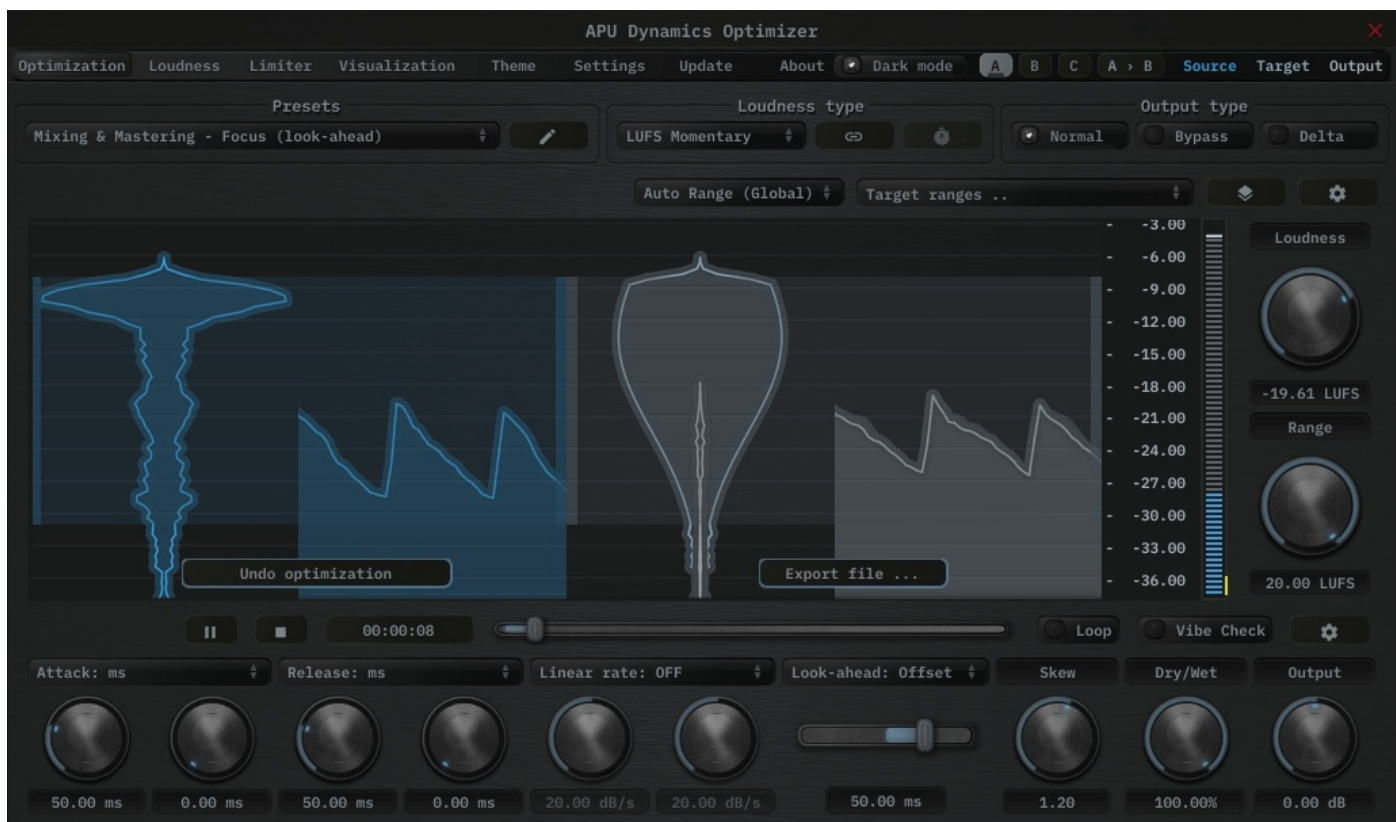 APU Dynamics Optimizer
Optimization Loudness Limiter Visualization Theme Settings Update About Dark mode A B C A › B Source Target Output
Presets Loudness type Output type
Mixing & Mastering - Focus (look-ahead) LUFS Momentary Normal Bypass Delta
Auto Range (Global) Target ranges ..
- -3.00
Loudness
- -6.00
- -9.00
- -12.00
- -15.00
- -18.00
-19.61 LUFS
- -21.00
Range
- -24.00
- -27.00
- -30.00
- -33.00
Undo optimization Export file ...
- -36.00 20.00 LUFS
00:00:08 Loop Vibe Check
Attack: ms Release: ms Linear rate: OFF Look-ahead: Offset Skew Dry/Wet Output
50.00 ms 0.00 ms 50.00 ms 0.00 ms 20.00 dB/s 20.00 dB/s 50.00 ms 1.20 100.00% 0.00 dB